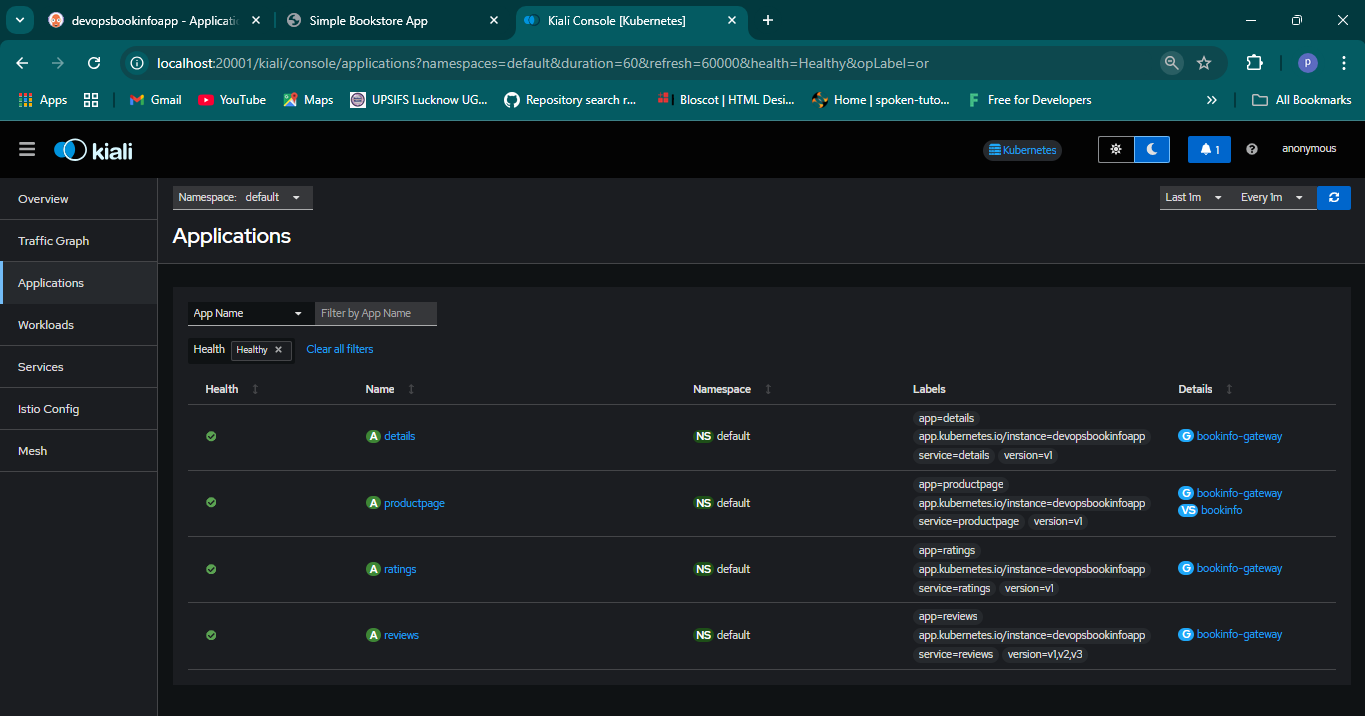 devopsbookinfoapp - Applicatio
Simple Bookstore App
Kiali Console [Kubernetes]
localhost:20001/kiali/console/applications?namespaces=default&duration=60&refresh=60000&health=Healthy&opLabel=or
P
Apps
Gmail
YouTube
Maps
UPSIFS Lucknow UG...
Repository search r...
Bloscot | HTML Desi...
Home | spoken-tuto...
Free for Developers
All Bookmarks
kiali
Kubernetes
1
anonymous
Overview
Traffic Graph
Applications
Workloads
Services
Istio Config
Mesh
Namespace: default
Last 1m
Every 1m
Applications
App Name
Filter by App Name
Health
Healthy
Clear all filters
Health
Name
Namespace
Labels
Details
A details
NS default
app=details
app.kubernetes.io/instance=devopsbookinfoapp
service=details version=v1
G bookinfo-gateway
A productpage
NS default
app=productpage
app.kubernetes.io/instance=devopsbookinfoapp
service=productpage version=v1
G bookinfo-gateway
VS bookinfo
A ratings
NS default
app=ratings
app.kubernetes.io/instance=devopsbookinfoapp
service=ratings version=v1
G bookinfo-gateway
A reviews
NS default
app=reviews
app.kubernetes.io/instance=devopsbookinfoapp
service=reviews version=v1,v2,v3
G bookinfo-gateway